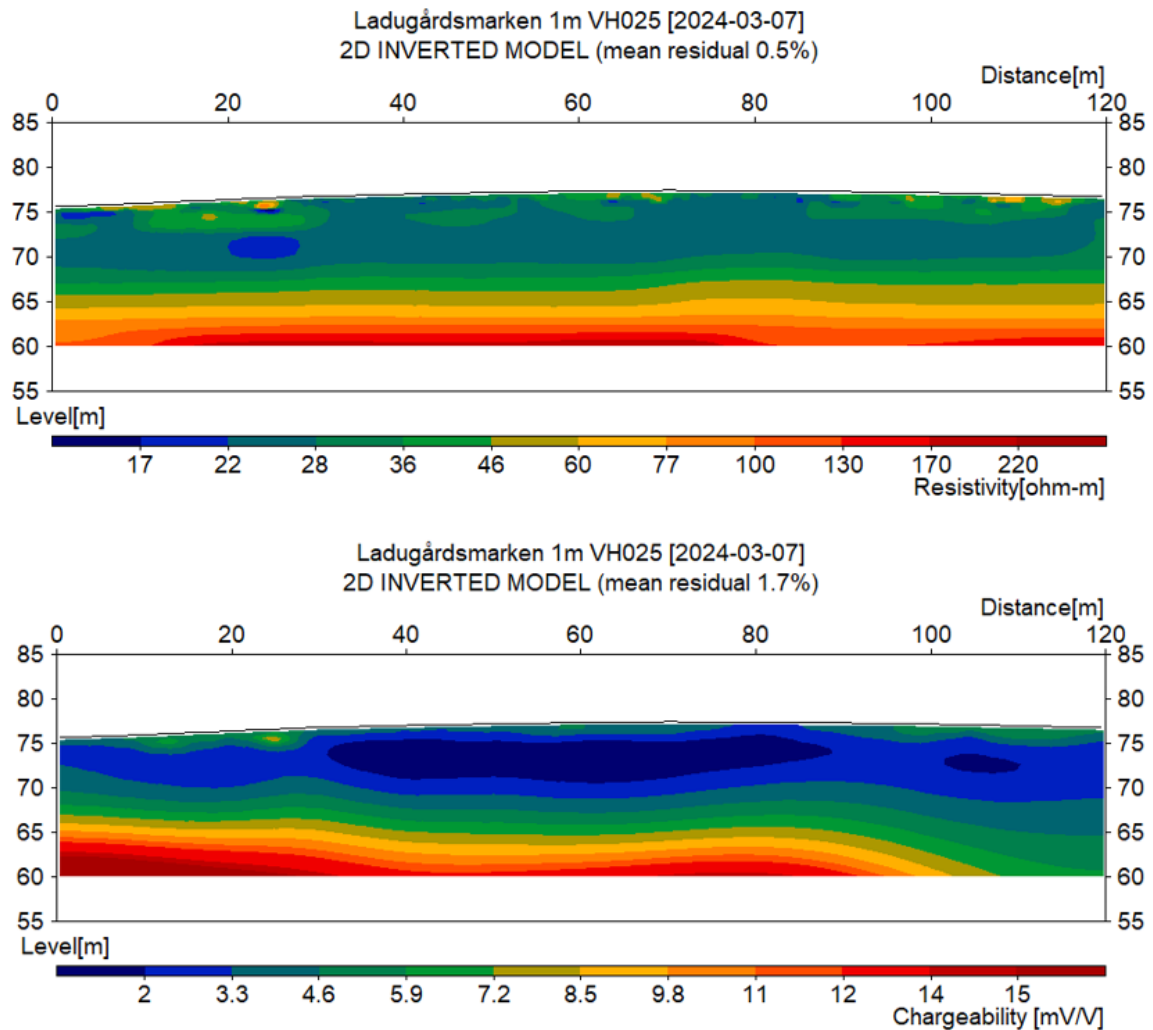 Ladugårdsmarken 1m VH025 [2024-03-07]
2D INVERTED MODEL (mean residual 0.5%)
Distance[m]
0 20 40 60 80 100 120
85 85
80 80
75 75
70 70
65 65
60 60
55 55
Level[m]
17 22 28 36 46 60 77 100 130 170 220
Resistivity[ohm-m]
Ladugårdsmarken 1m VH025 [2024-03-07]
2D INVERTED MODEL (mean residual 1.7%)
Distance[m]
0 20 40 60 80 100 120
85 85
80 80
75 75
70 70
65 65
60 60
55 55
Level[m]
2 3.3 4.6 5.9 7.2 8.5 9.8 11 12 14 15
Chargeability [mV/V]